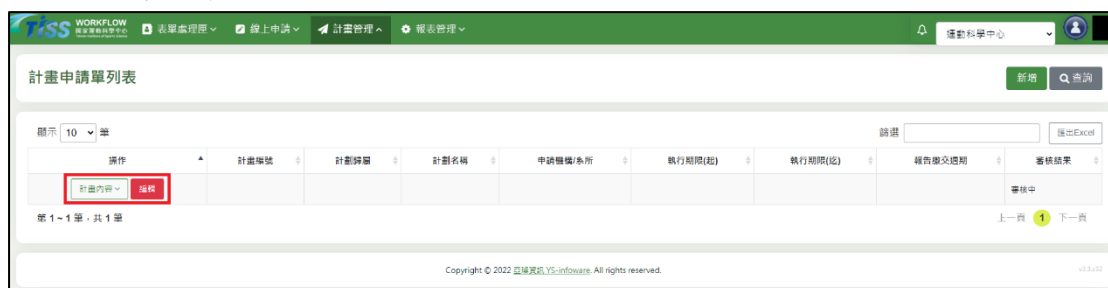 TiSS WORKFLOW
國家運動科學中心
表單處理匣 線上申請 計畫管理 報表管理 運動科學中心
計畫申請單列表 新增 查詢
顯示 10 筆 篩選 匯出Excel
操作 計畫編號 計劃歸屬 計劃名稱 申請機構/系所 執行期限(起) 執行期限(迄) 報告繳交週期 審核結果
計畫內容 編輯 審核中
第 1 ~ 1 筆，共 1 筆 上一頁 1 下一頁
Copyright © 2022 亞瑟資訊 YS-infoware. All rights reserved. v3.3.s32